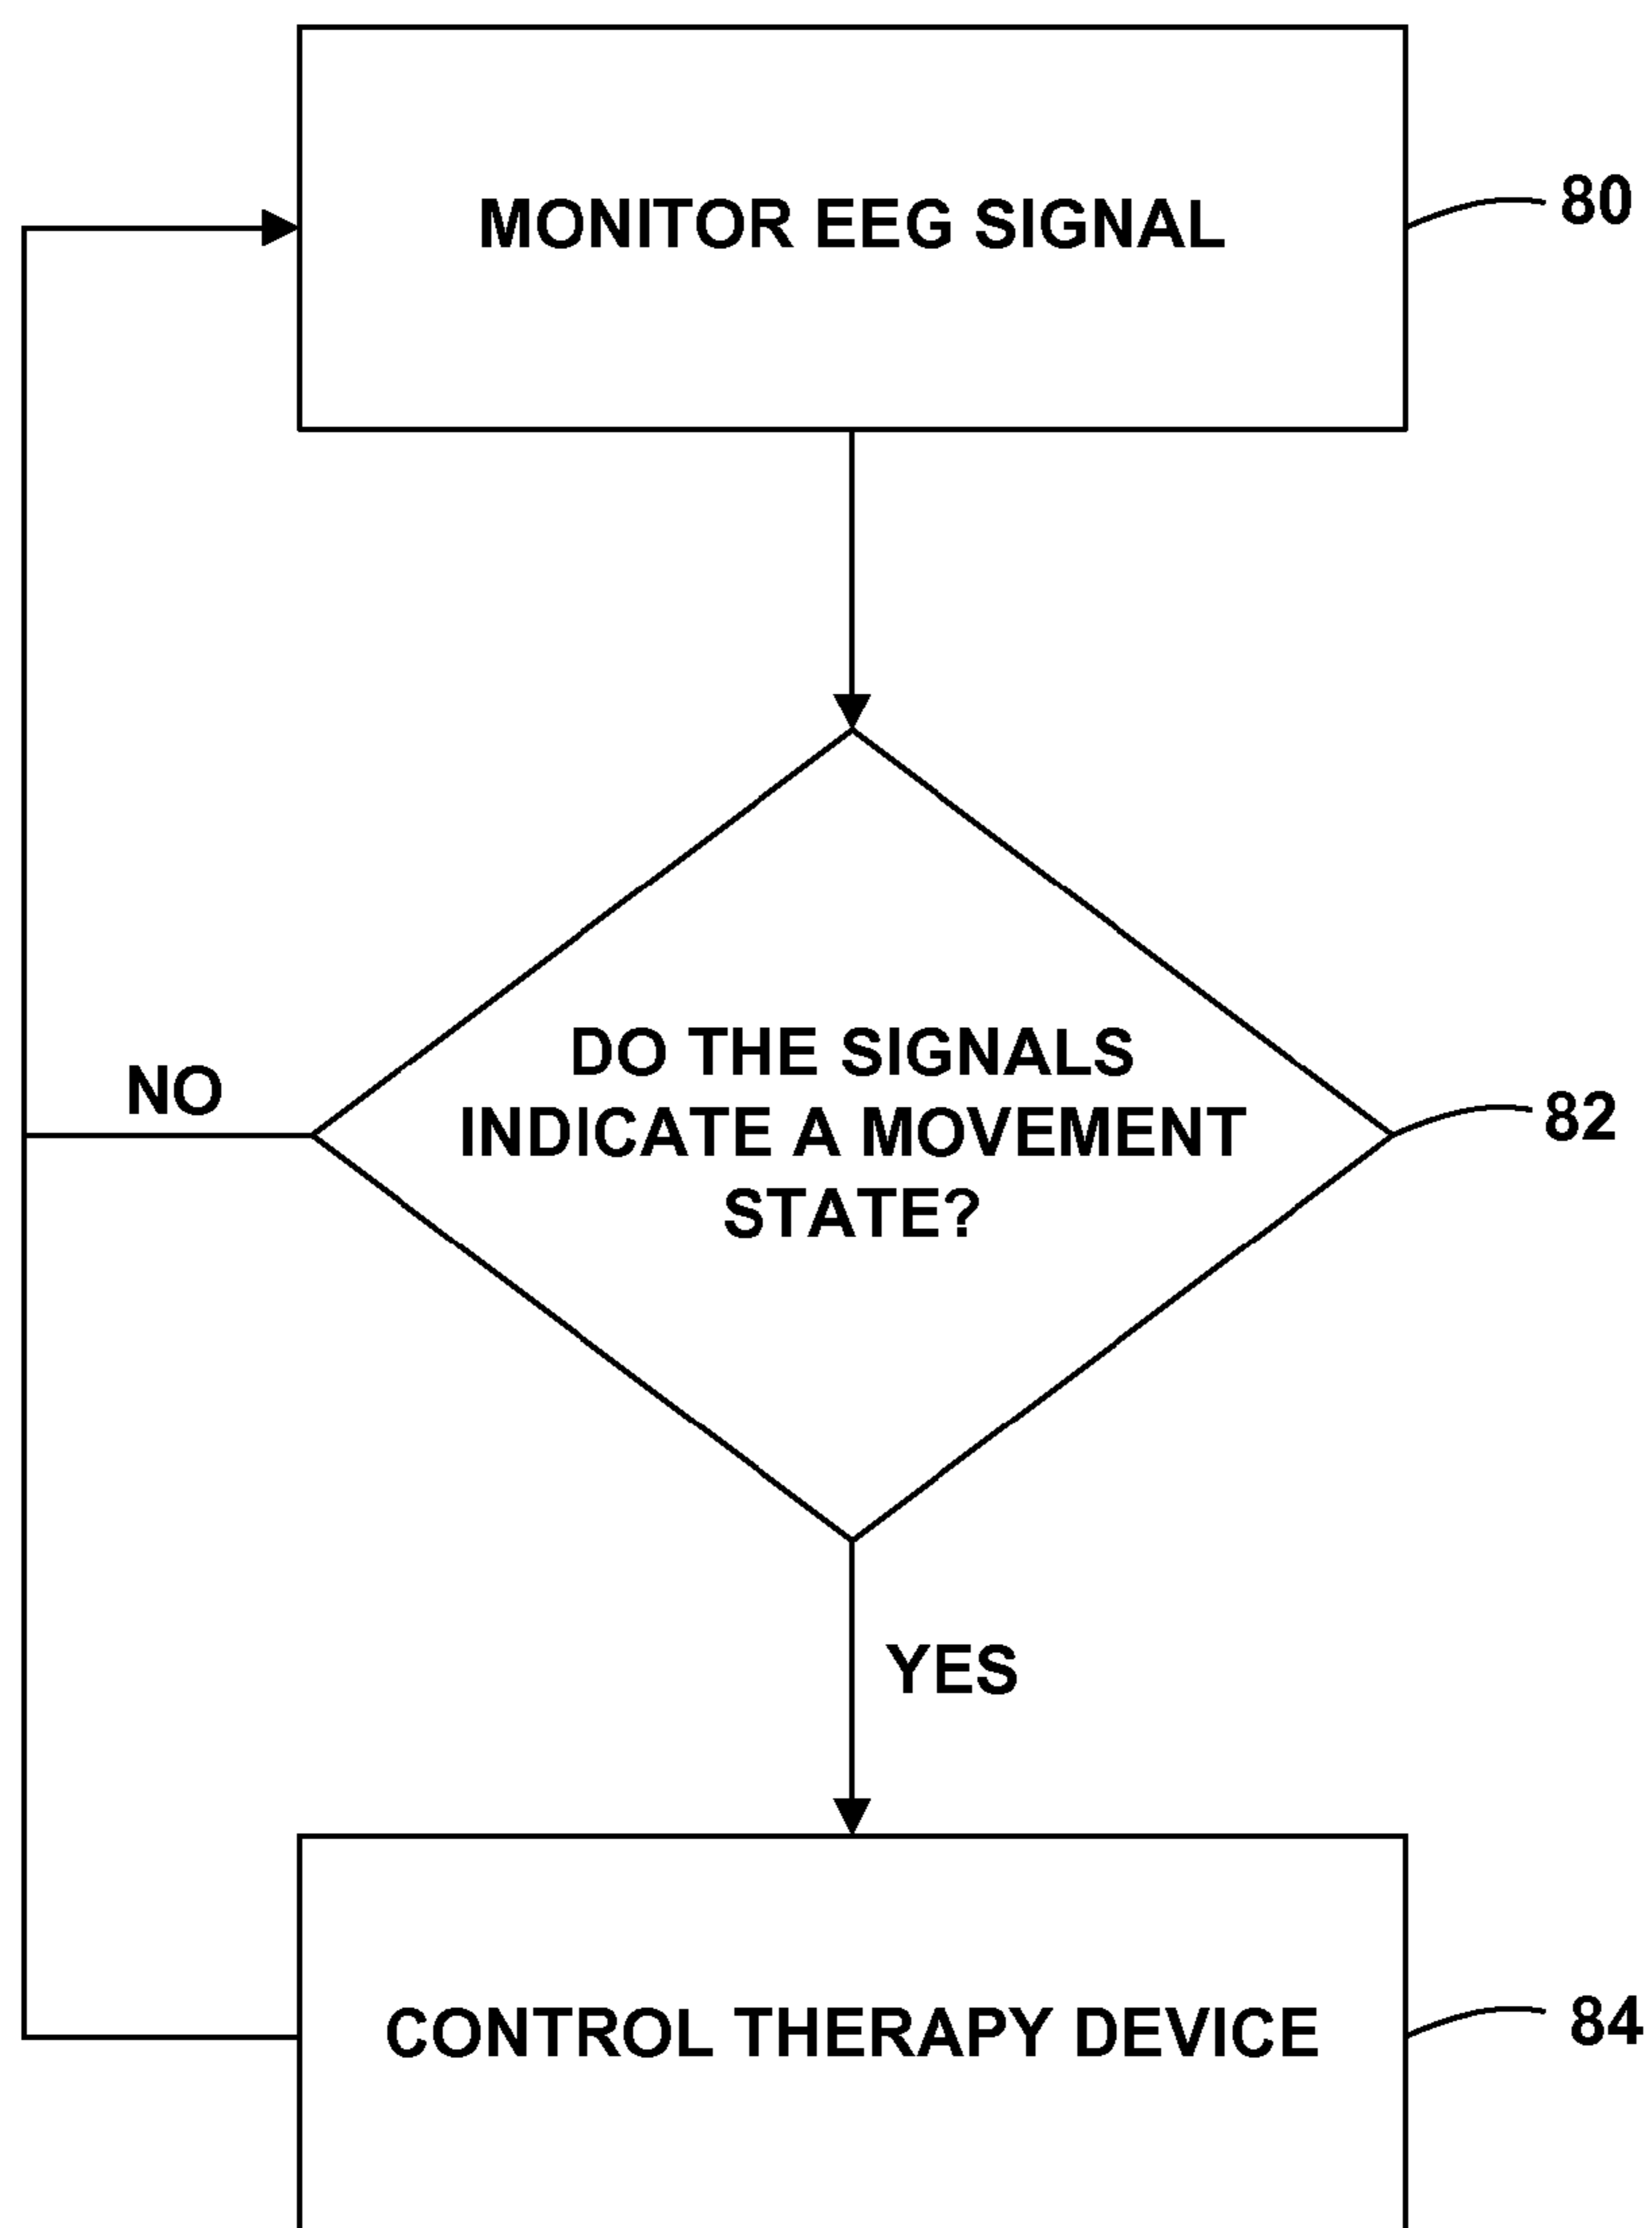 MONITOR EEG SIGNAL
80
DO THE SIGNALS
INDICATE A MOVEMENT
STATE?
82
NO
YES
CONTROL THERAPY DEVICE
84